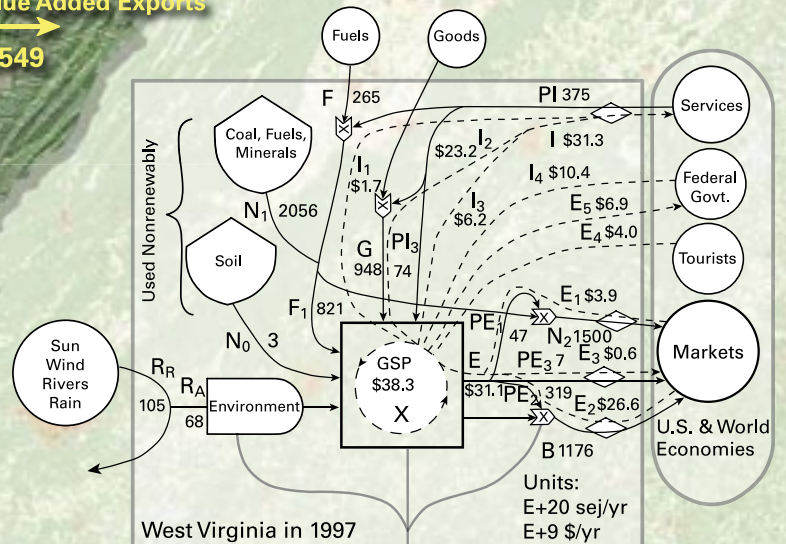 ue Added Exports
549
Fuels
Goods
F 265
PI 375
Services
Coal, Fuels,
Minerals
I1
$1.7
$23.2 I2
I $31.3
I4 $10.4
Federal
Govt.
I3
$6.2
E5 $6.9
E4 $4.0
Tourists
Used Nonrenewably
N1 2056
Soil
G
948
PI3
74
F1 821
E1 $3.9
PE1
47
N2 1500
N0 3
Sun
Wind
Rivers
Rain
RR
105
RA
68
Environment
GSP
$38.3
X
E
$31.1
PE3 7
E3 $0.6
PE2 319
E2 $26.6
B 1176
Markets
U.S. & World
Economies
X
X
X
X
Units:
E+20 sej/yr
E+9 $/yr
West Virginia in 1997